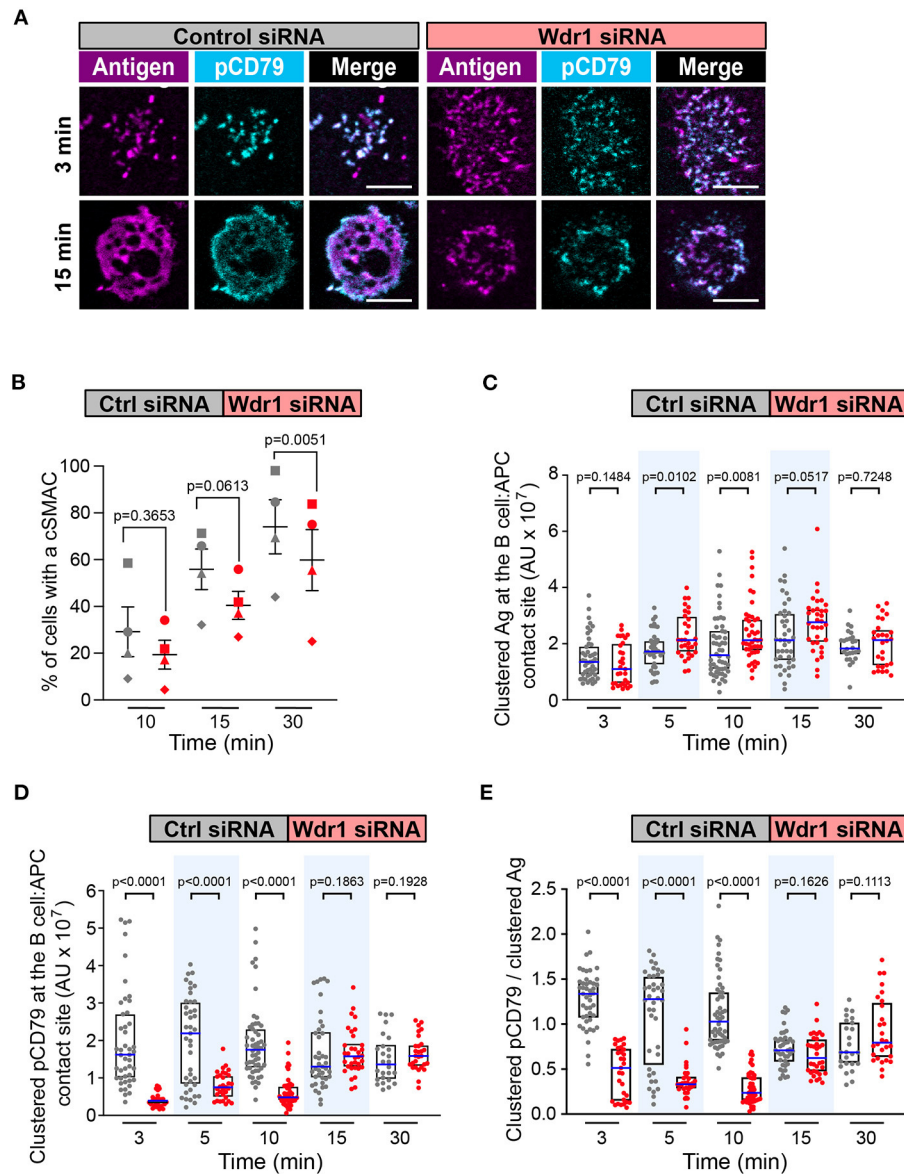 A
Control siRNA Wdr1 siRNA
Antigen pCD79 Merge Antigen pCD79 Merge
3 min
15 min
B
Ctrl siRNA Wdr1 siRNA
% of cells with a cSMAC
100
80
60
40
20
0
p=0.3653
p=0.0613
p=0.0051
10 15 30
Time (min)
C
Ctrl siRNA Wdr1 siRNA
Clustered Ag at the B cell:APC
contact site (AU x 10⁷)
8
6
4
2
0
p=0.1484 p=0.0102 p=0.0081 p=0.0517 p=0.7248
3 5 10 15 30
Time (min)
D
Ctrl siRNA Wdr1 siRNA
Clustered pCD79 at the B cell:APC
contact site (AU x 10⁷)
6
5
4
3
2
1
0
p<0.0001 p<0.0001 p<0.0001 p=0.1863 p=0.1928
3 5 10 15 30
Time (min)
E
Ctrl siRNA Wdr1 siRNA
Clustered pCD79 / clustered Ag
2.5
2.0
1.5
1.0
0.5
0.0
p<0.0001 p<0.0001 p<0.0001 p=0.1626 p=0.1113
3 5 10 15 30
Time (min)